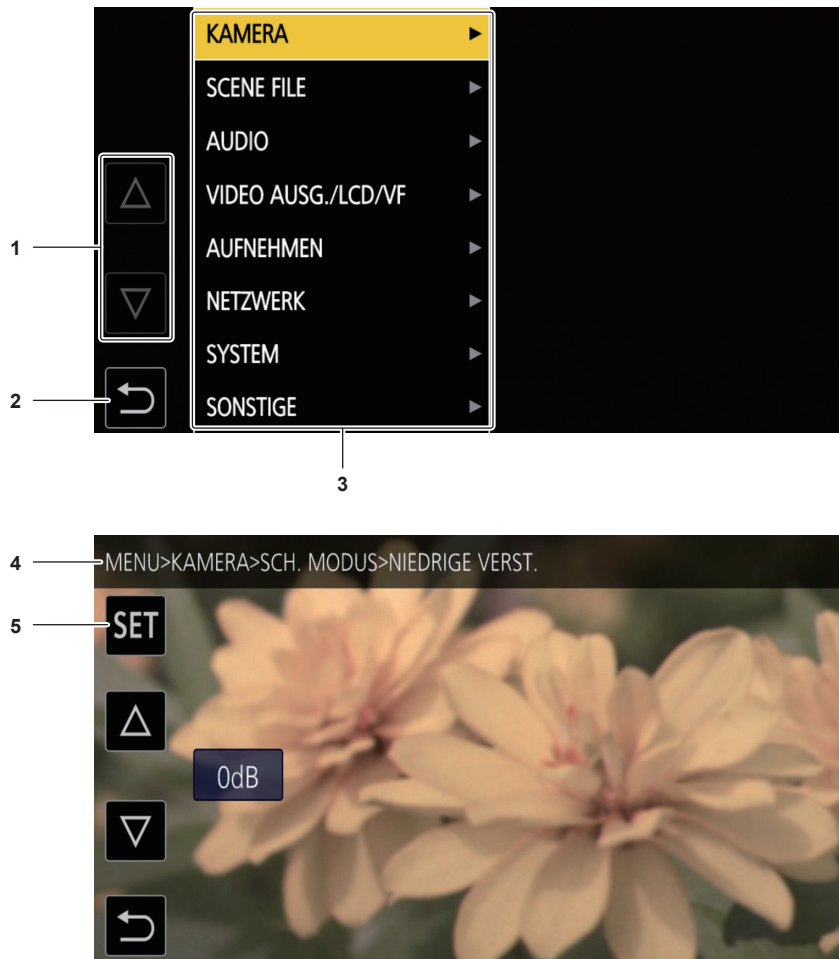 KAMERA
SCENE FILE
AUDIO
VIDEO AUSG./LCD/VF
1
AUFNEHMEN
NETZWERK
SYSTEM
2
SONSTIGE
3
4
MENU>KAMERA>SCH. MODUS>NIEDRIGE VERST.
5
SET
0dB